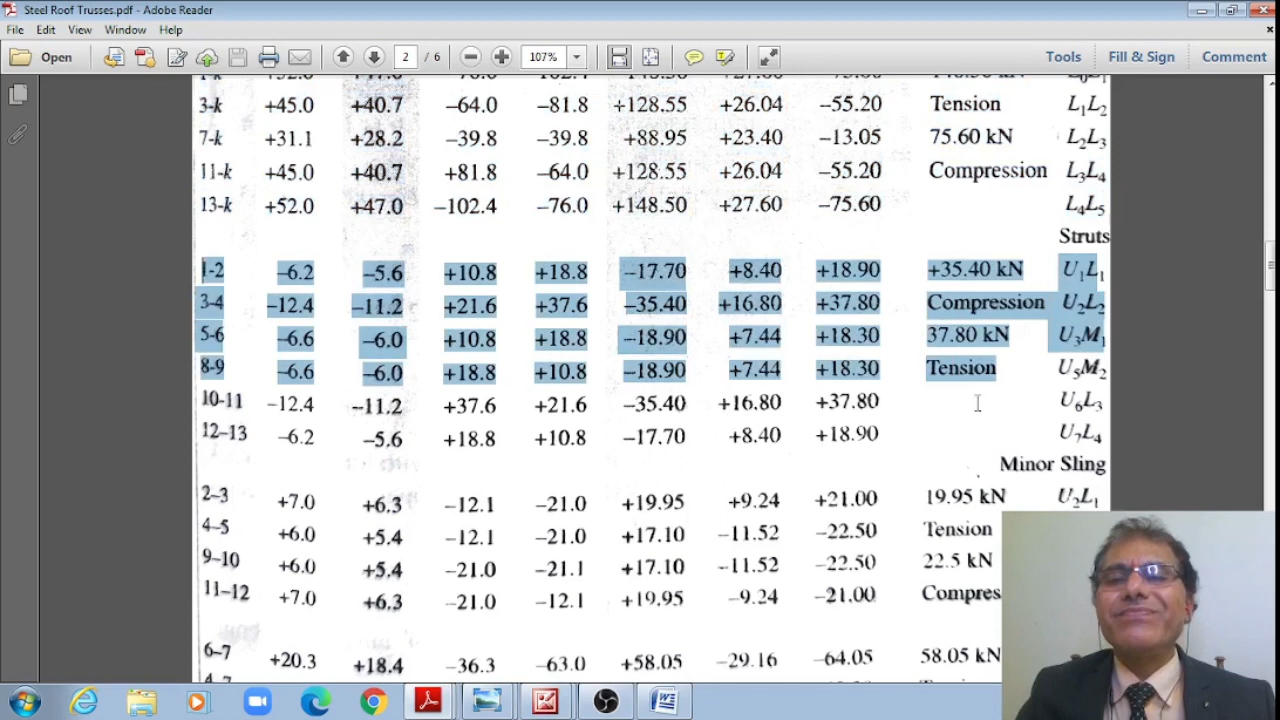 Steel Roof Trusses.pdf - Adobe Reader
File Edit View Window Help
Open 2 / 6 107% Tools Fill & Sign Comment
3-k +45.0 +40.7 –64.0 –81.8 +128.55 +26.04 –55.20 Tension L1L2
7-k +31.1 +28.2 –39.8 –39.8 +88.95 +23.40 –13.05 75.60 kN L2L3
11-k +45.0 +40.7 +81.8 –64.0 +128.55 +26.04 –55.20 Compression L3L4
13-k +52.0 +47.0 –102.4 –76.0 +148.50 +27.60 –75.60 L4L5
Struts
1-2 –6.2 –5.6 +10.8 +18.8 –17.70 +8.40 +18.90 +35.40 kN U1L1
3-4 –12.4 –11.2 +21.6 +37.6 –35.40 +16.80 +37.80 Compression U2L2
5-6 –6.6 –6.0 +10.8 +18.8 –18.90 +7.44 +18.30 37.80 kN U3M1
8-9 –6.6 –6.0 +18.8 +10.8 –18.90 +7.44 +18.30 Tension U5M2
10-11 –12.4 –11.2 +37.6 +21.6 –35.40 +16.80 +37.80 U6L3
12–13 –6.2 –5.6 +18.8 +10.8 –17.70 +8.40 +18.90 U7L4
Minor Sling
2–3 +7.0 +6.3 –12.1 –21.0 +19.95 +9.24 +21.00 19.95 kN U2L1
4–5 +6.0 +5.4 –12.1 –21.0 +17.10 –11.52 –22.50 Tension
9–10 +6.0 +5.4 –21.0 –21.1 +17.10 –11.52 –22.50 22.5 kN
11–12 +7.0 +6.3 –21.0 –12.1 +19.95 –9.24 –21.00 Compres
6–7 +20.3 +18.4 –36.3 –63.0 +58.05 –29.16 –64.05 58.05 kN